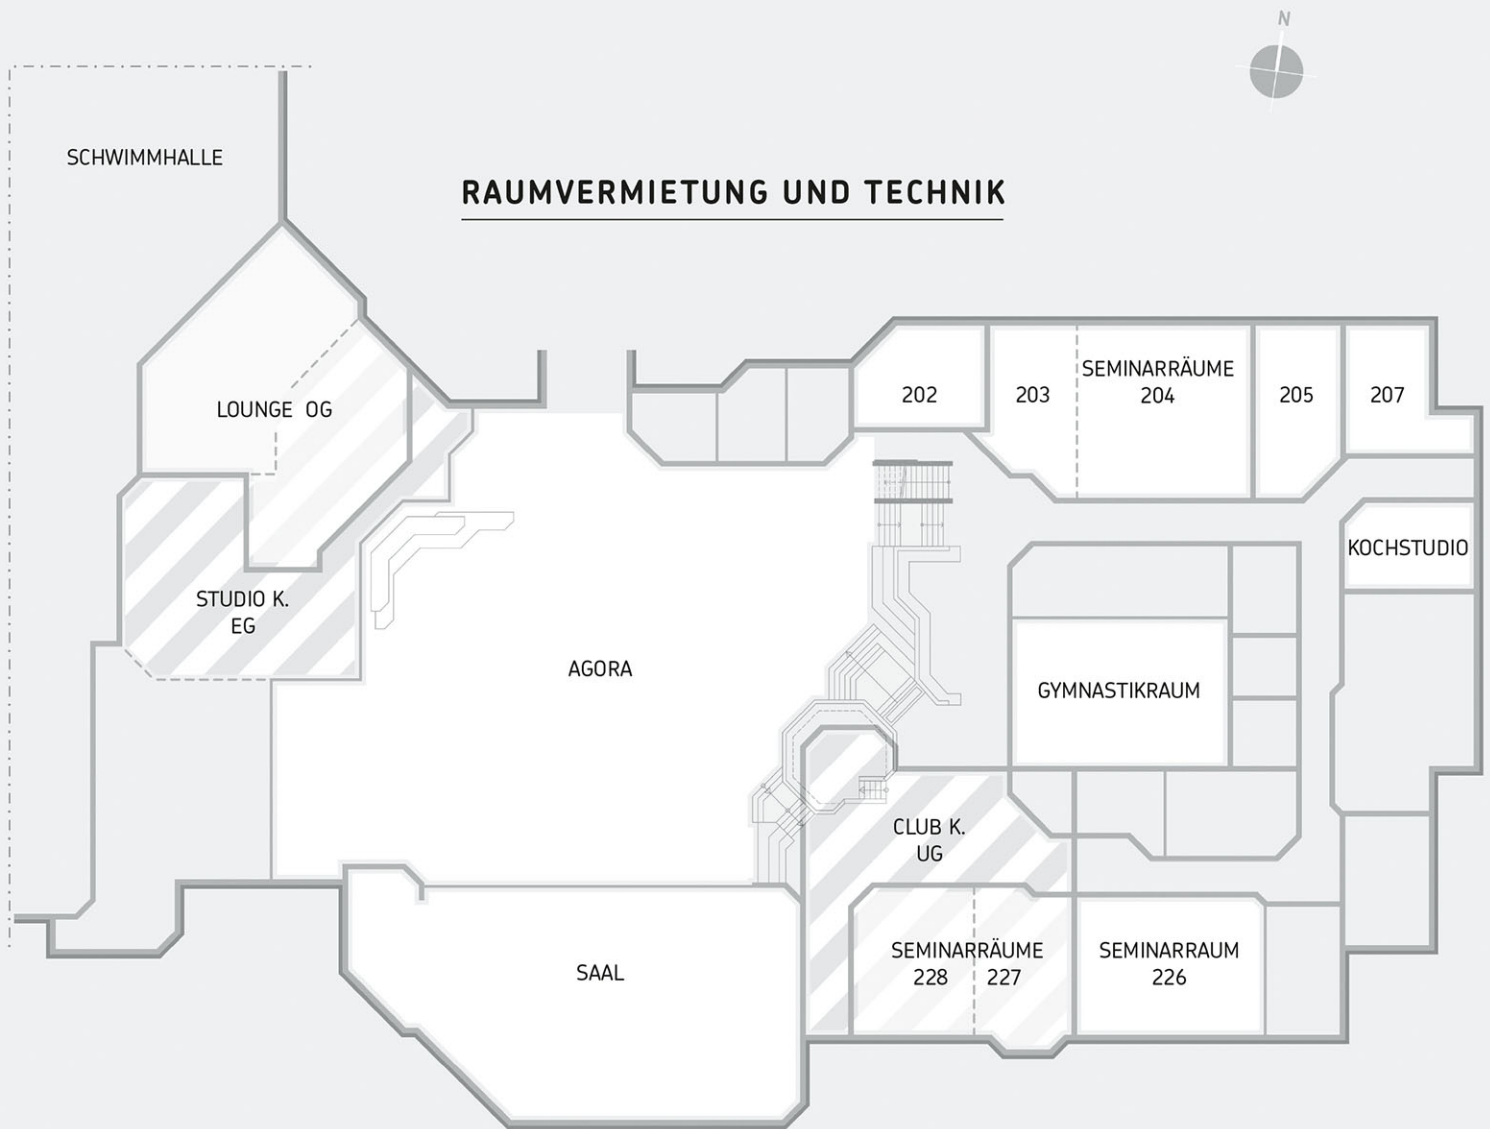 N
SCHWIMMHALLE
RAUMVERMIETUNG UND TECHNIK
LOUNGE OG
202
203
SEMINARRÄUME
204
205
207
KOCHSTUDIO
STUDIO K.
EG
AGORA
GYMNASTIKRAUM
CLUB K.
UG
SAAL
SEMINARRÄUME
228 227
SEMINARRAUM
226